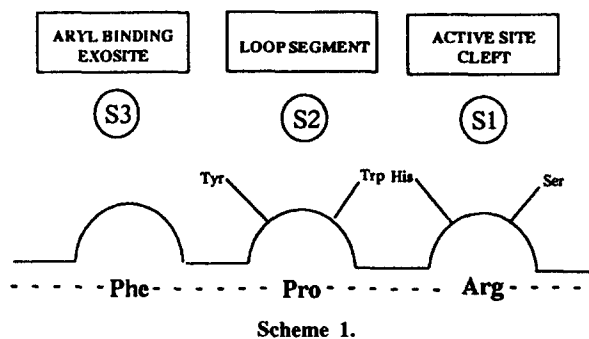 ARYL BINDING
EXOSITE
LOOP SEGMENT
ACTIVE SITE
CLEFT
S3
S2
S1
Tyr
Trp
His
Ser
Phe
Pro
Arg
Scheme 1.